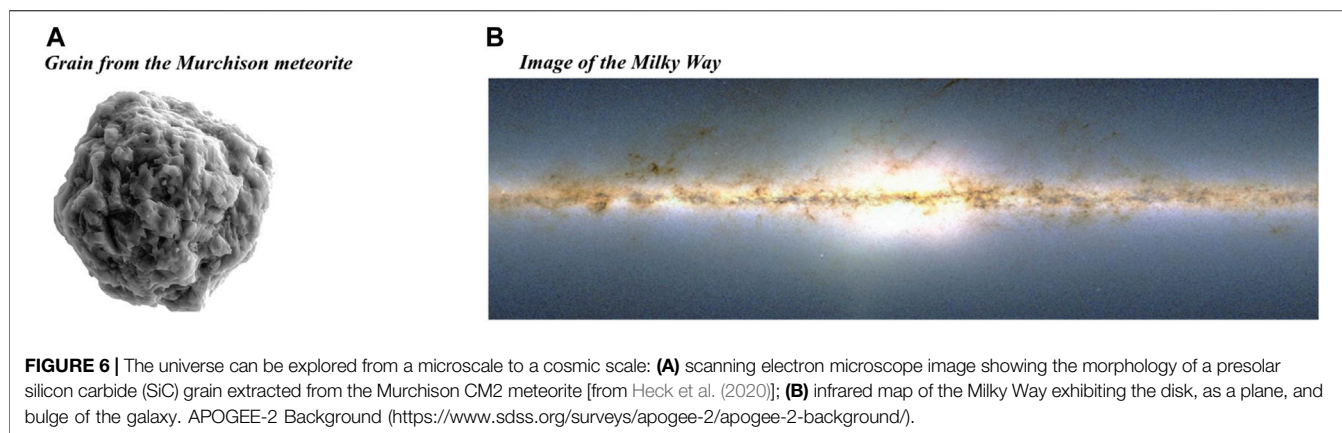 A
Grain from the Murchison meteorite
B
Image of the Milky Way
FIGURE 6 | The universe can be explored from a microscale to a cosmic scale: (A) scanning electron microscope image showing the morphology of a presolar
silicon carbide (SiC) grain extracted from the Murchison CM2 meteorite [from Heck et al. (2020)]; (B) infrared map of the Milky Way exhibiting the disk, as a plane, and
bulge of the galaxy. APOGEE-2 Background (https://www.sdss.org/surveys/apogee-2/apogee-2-background/).